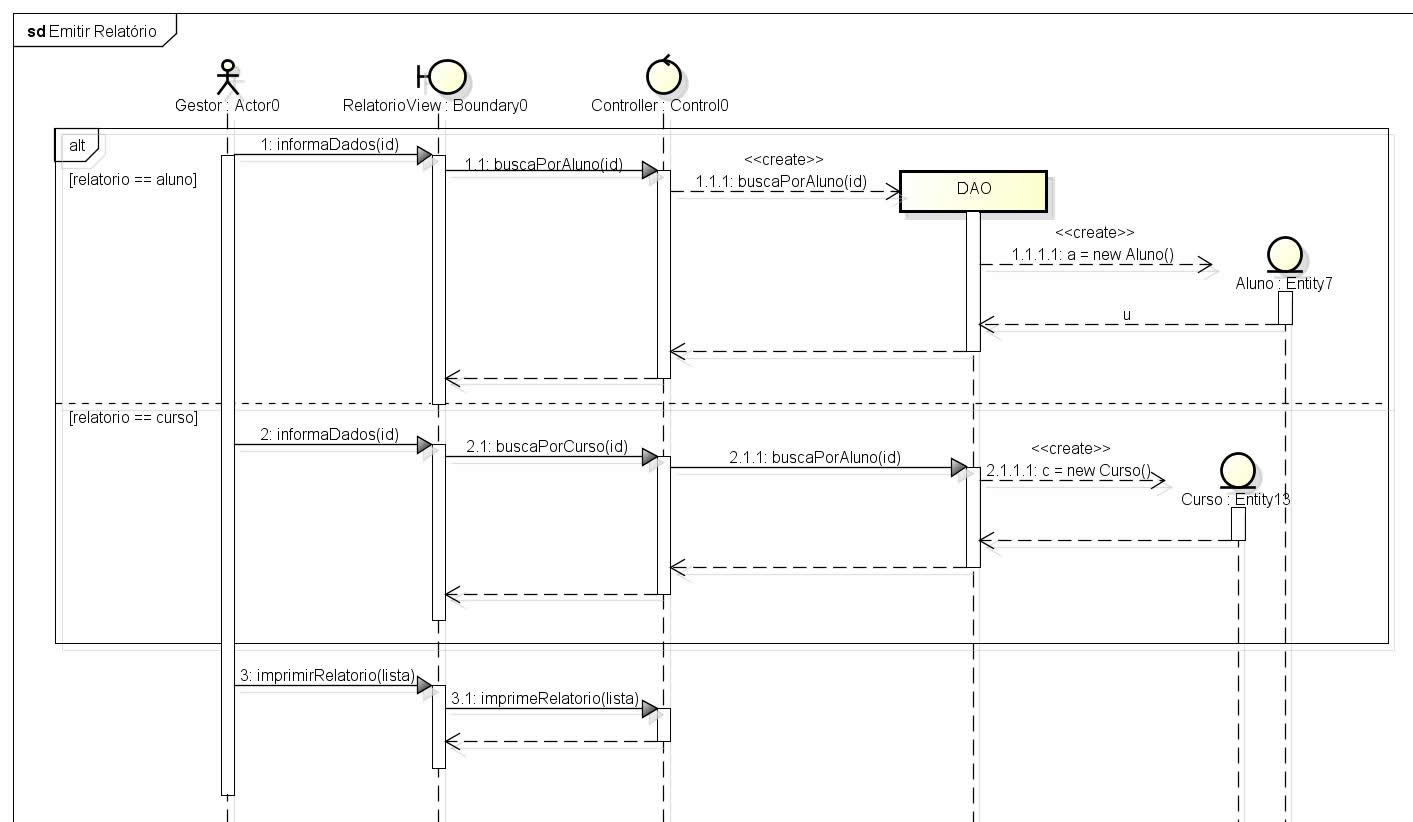 sd Emitir Relatório
Gestor : Actor0
RelatorioView : Boundary0
Controller : Control0
alt
[relatorio == aluno]
1: informaDados(id)
1.1: buscaPorAluno(id)
<<create>>
1.1.1: buscaPorAluno(id)
DAO
<<create>>
1.1.1.1: a = new Aluno()
Aluno : Entity7
u
[relatorio == curso]
2: informaDados(id)
2.1: buscaPorCurso(id)
2.1.1: buscaPorAluno(id)
<<create>>
2.1.1.1: c = new Curso()
Curso : Entity13
3: imprimirRelatorio(lista)
3.1: imprimeRelatorio(lista)